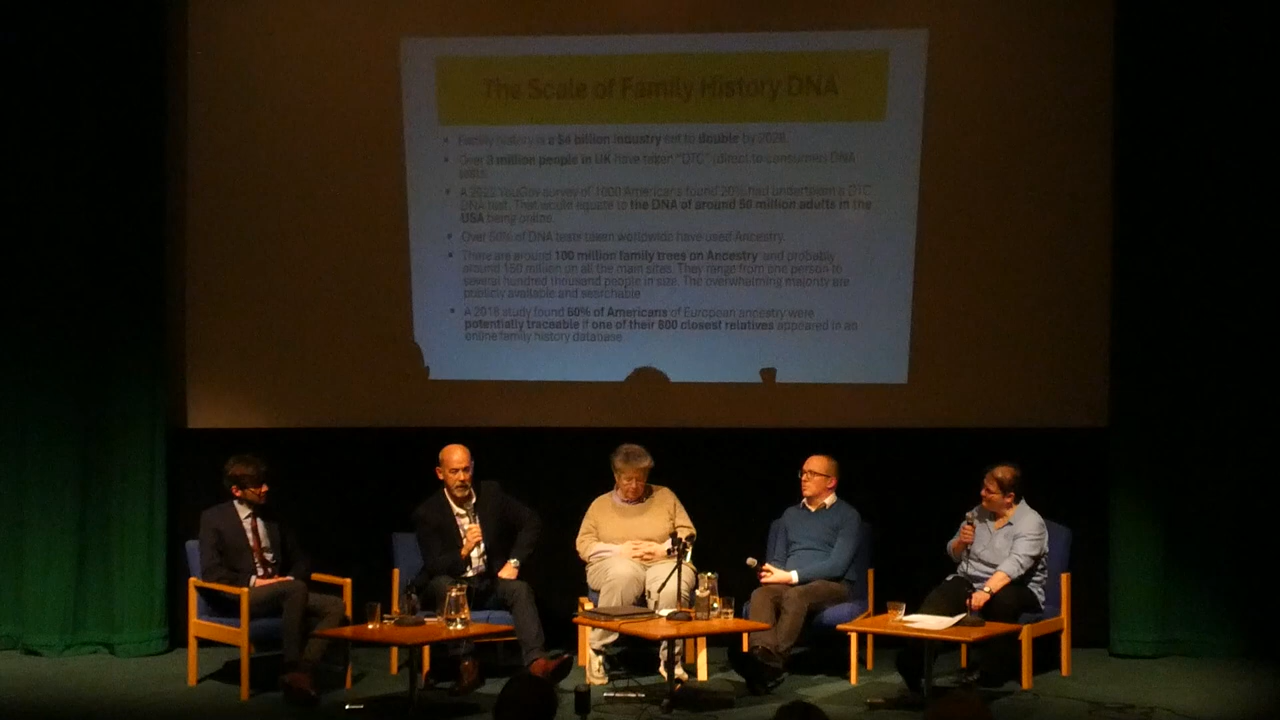 The Scale of Family History DNA
Family history is a $4 billion industry set to double by
Over 3 million people in UK have taken "DTC" (direct to consumer) DNA
tests.
A 2022 YouGov survey of 1000 Americans found 20% had undertaken a DTC
DNA test. That would equate to the DNA of around 50 million adults in the
USA being online.
Over 50% of DNA tests taken worldwide have used Ancestry.
There are around 100 million family trees on Ancestry and probably
around 150 million on all the main sites. They range from one person to
several hundred thousand people in size. The overwhelming majority are
publicly available and searchable
A 2018 study found 60% of Americans of European ancestry were
potentially traceable if one of their 800 closest relatives appeared in an
online family history database.